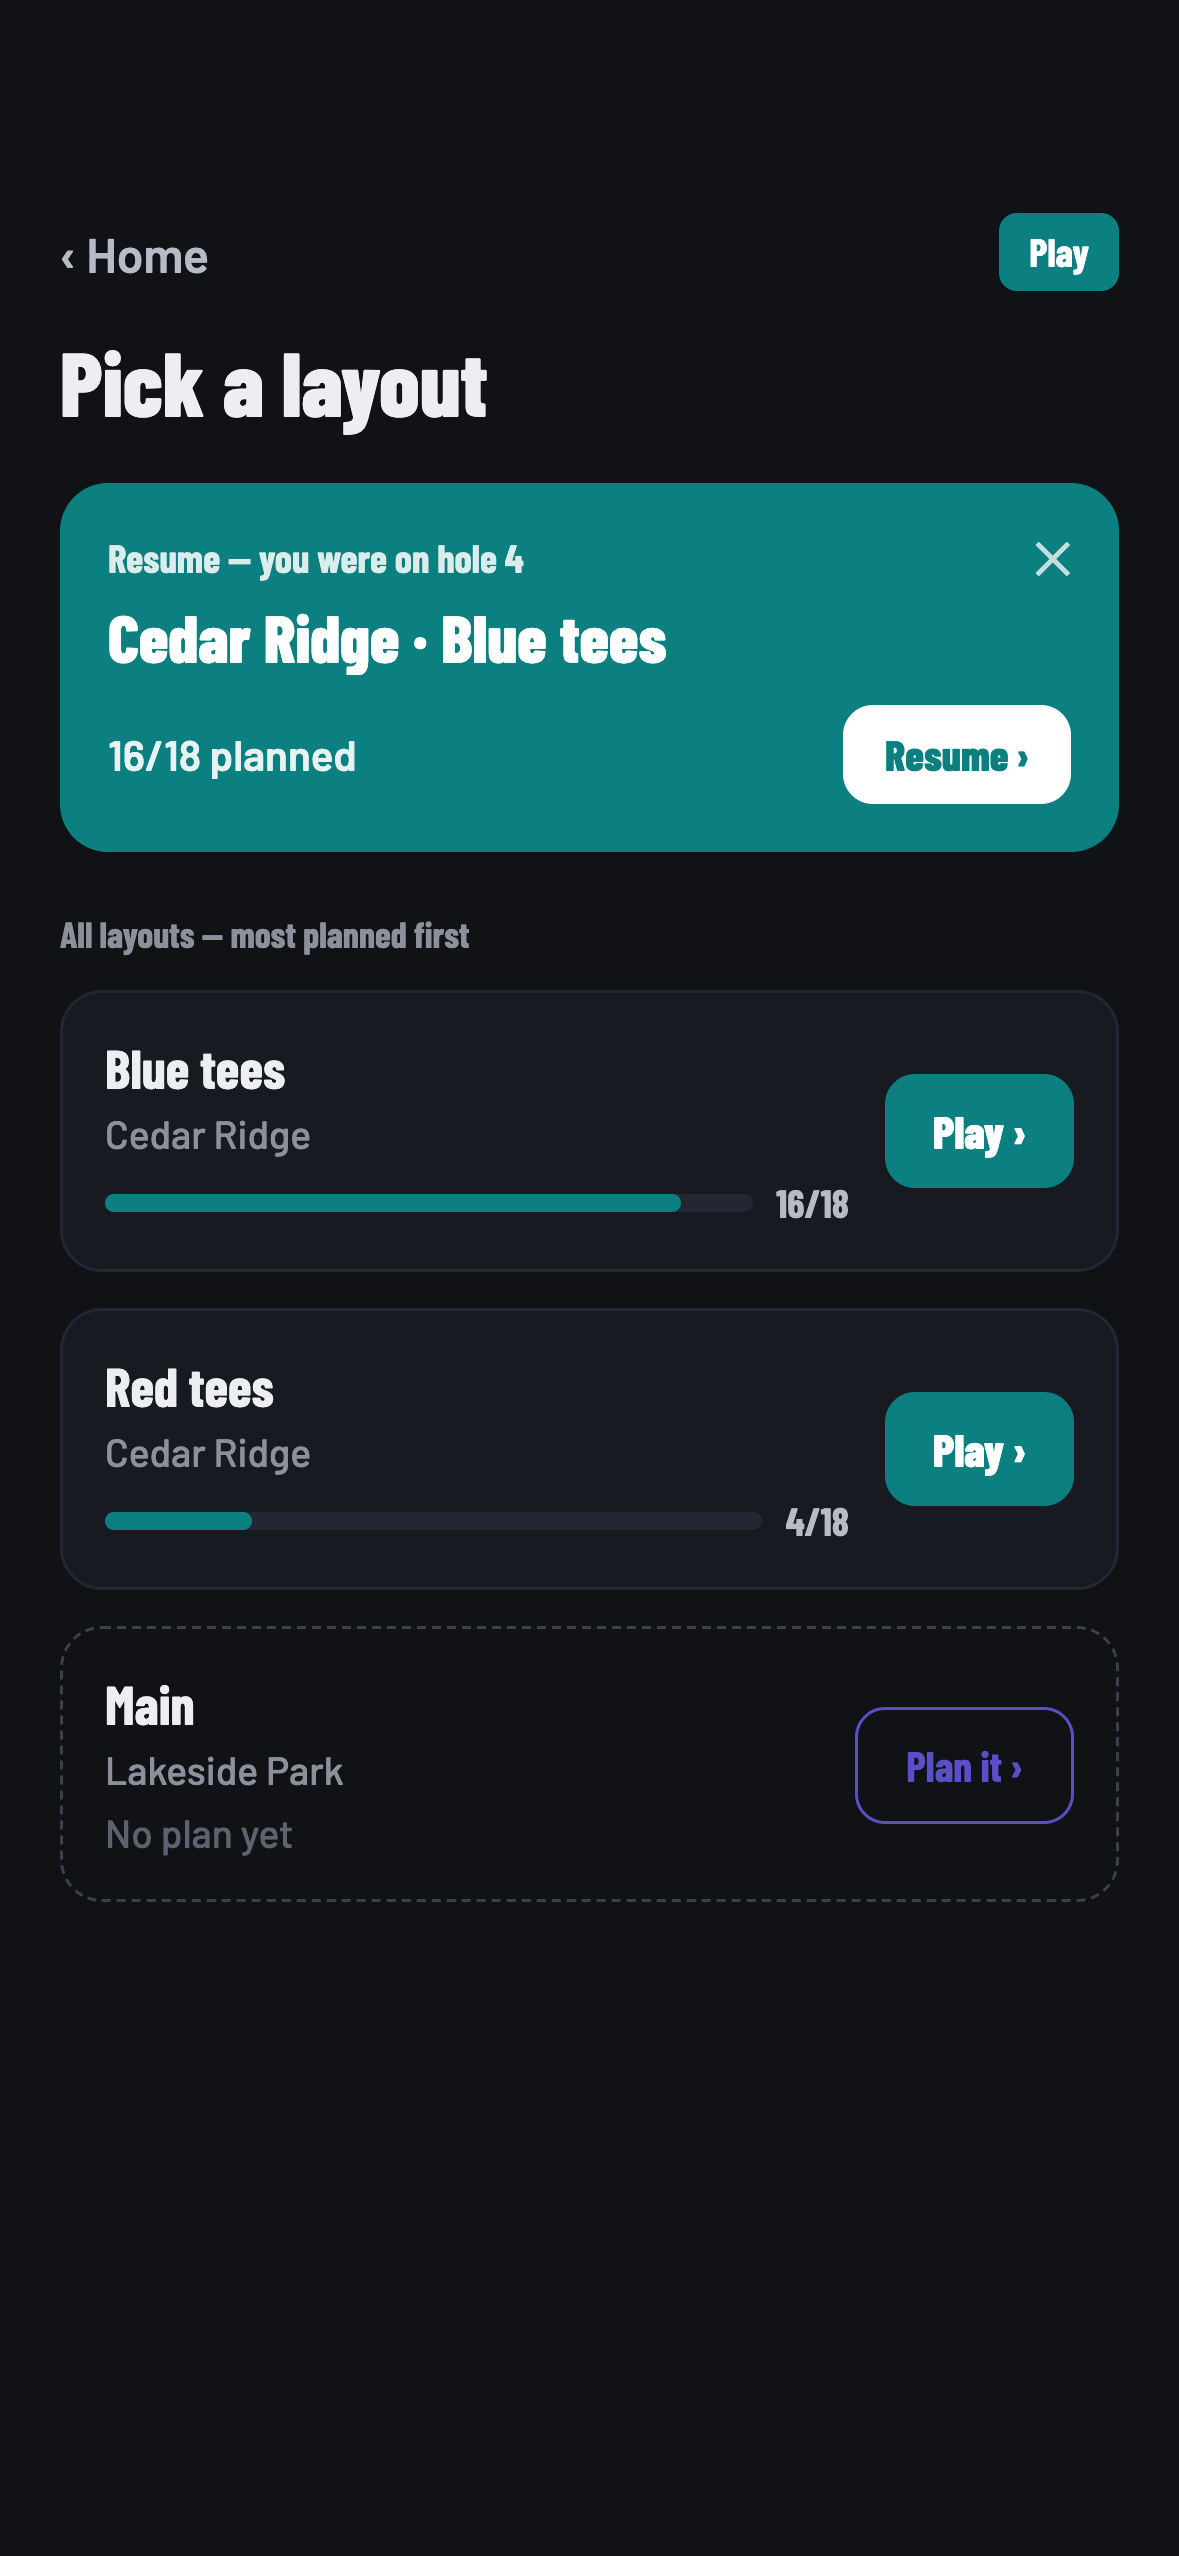 ‹ Home
Play
Pick a layout
Resume — you were on hole 4
Cedar Ridge · Blue tees
16/18 planned
Resume ›
All layouts — most planned first
Blue tees
Cedar Ridge
16/18
Play ›
Red tees
Cedar Ridge
4/18
Play ›
Main
Lakeside Park
No plan yet
Plan it ›